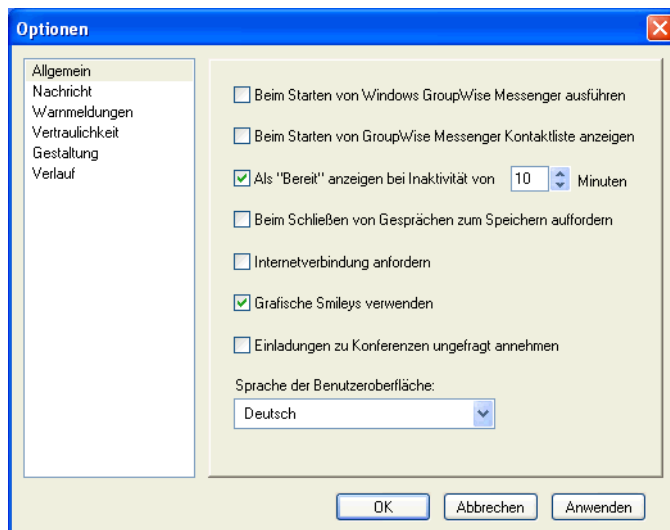 Optionen
Allgemein
Nachricht
Warnmeldungen
Vertraulichkeit
Gestaltung
Verlauf
Beim Starten von Windows GroupWise Messenger ausführen
Beim Starten von GroupWise Messenger Kontaktliste anzeigen
Als "Bereit" anzeigen bei Inaktivität von 10 Minuten
Beim Schließen von Gesprächen zum Speichern auffordern
Internetverbindung anfordern
Grafische Smileys verwenden
Einladungen zu Konferenzen ungefragt annehmen
Sprache der Benutzeroberfläche:
Deutsch
OK Abbrechen Anwenden